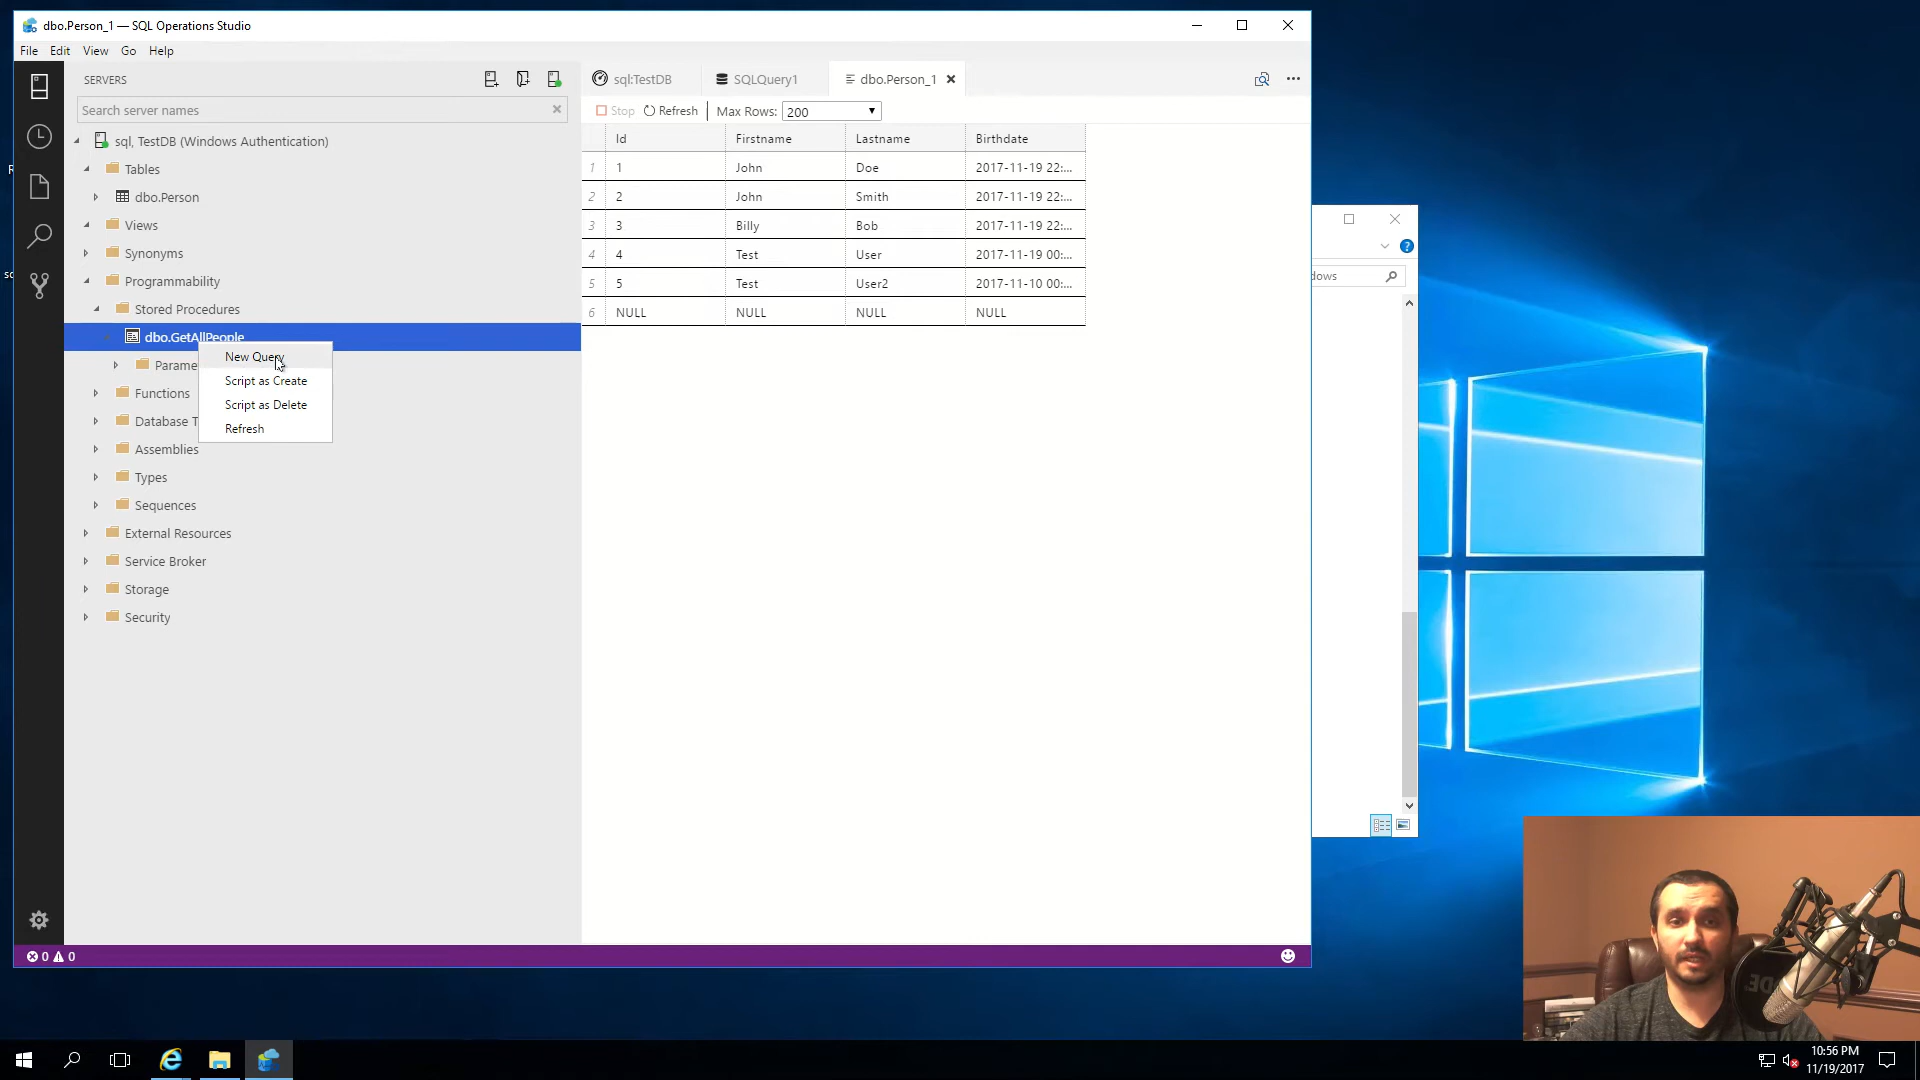 dbo.Person_1 — SQL Operations Studio
File Edit View Go Help
SERVERS
Search server names
sql, TestDB (Windows Authentication)
Tables
dbo.Person
Views
Synonyms
Programmability
Stored Procedures
dbo.GetAllPeople
Parame
Functions
Database T
Assemblies
Types
Sequences
External Resources
Service Broker
Storage
Security
New Query
Script as Create
Script as Delete
Refresh
sql:TestDB SQLQuery1 dbo.Person_1
Stop Refresh Max Rows: 200
Id Firstname Lastname Birthdate
1 1 John Doe 2017-11-19 22:...
2 2 John Smith 2017-11-19 22:...
3 3 Billy Bob 2017-11-19 22:...
4 4 Test User 2017-11-19 00:...
5 5 Test User2 2017-11-10 00:...
6 NULL NULL NULL NULL
0 0
dows
10:56 PM
11/19/2017